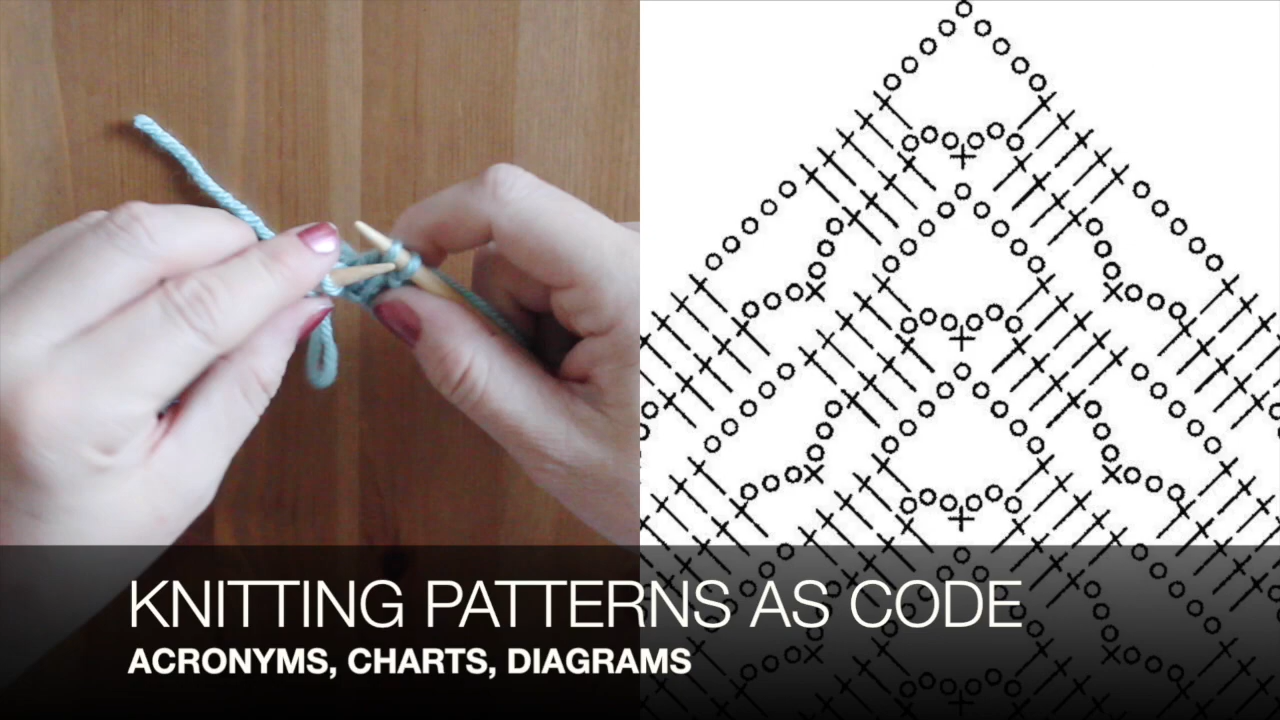 KNITTING PATTERNS AS CODE
ACRONYMS, CHARTS, DIAGRAMS